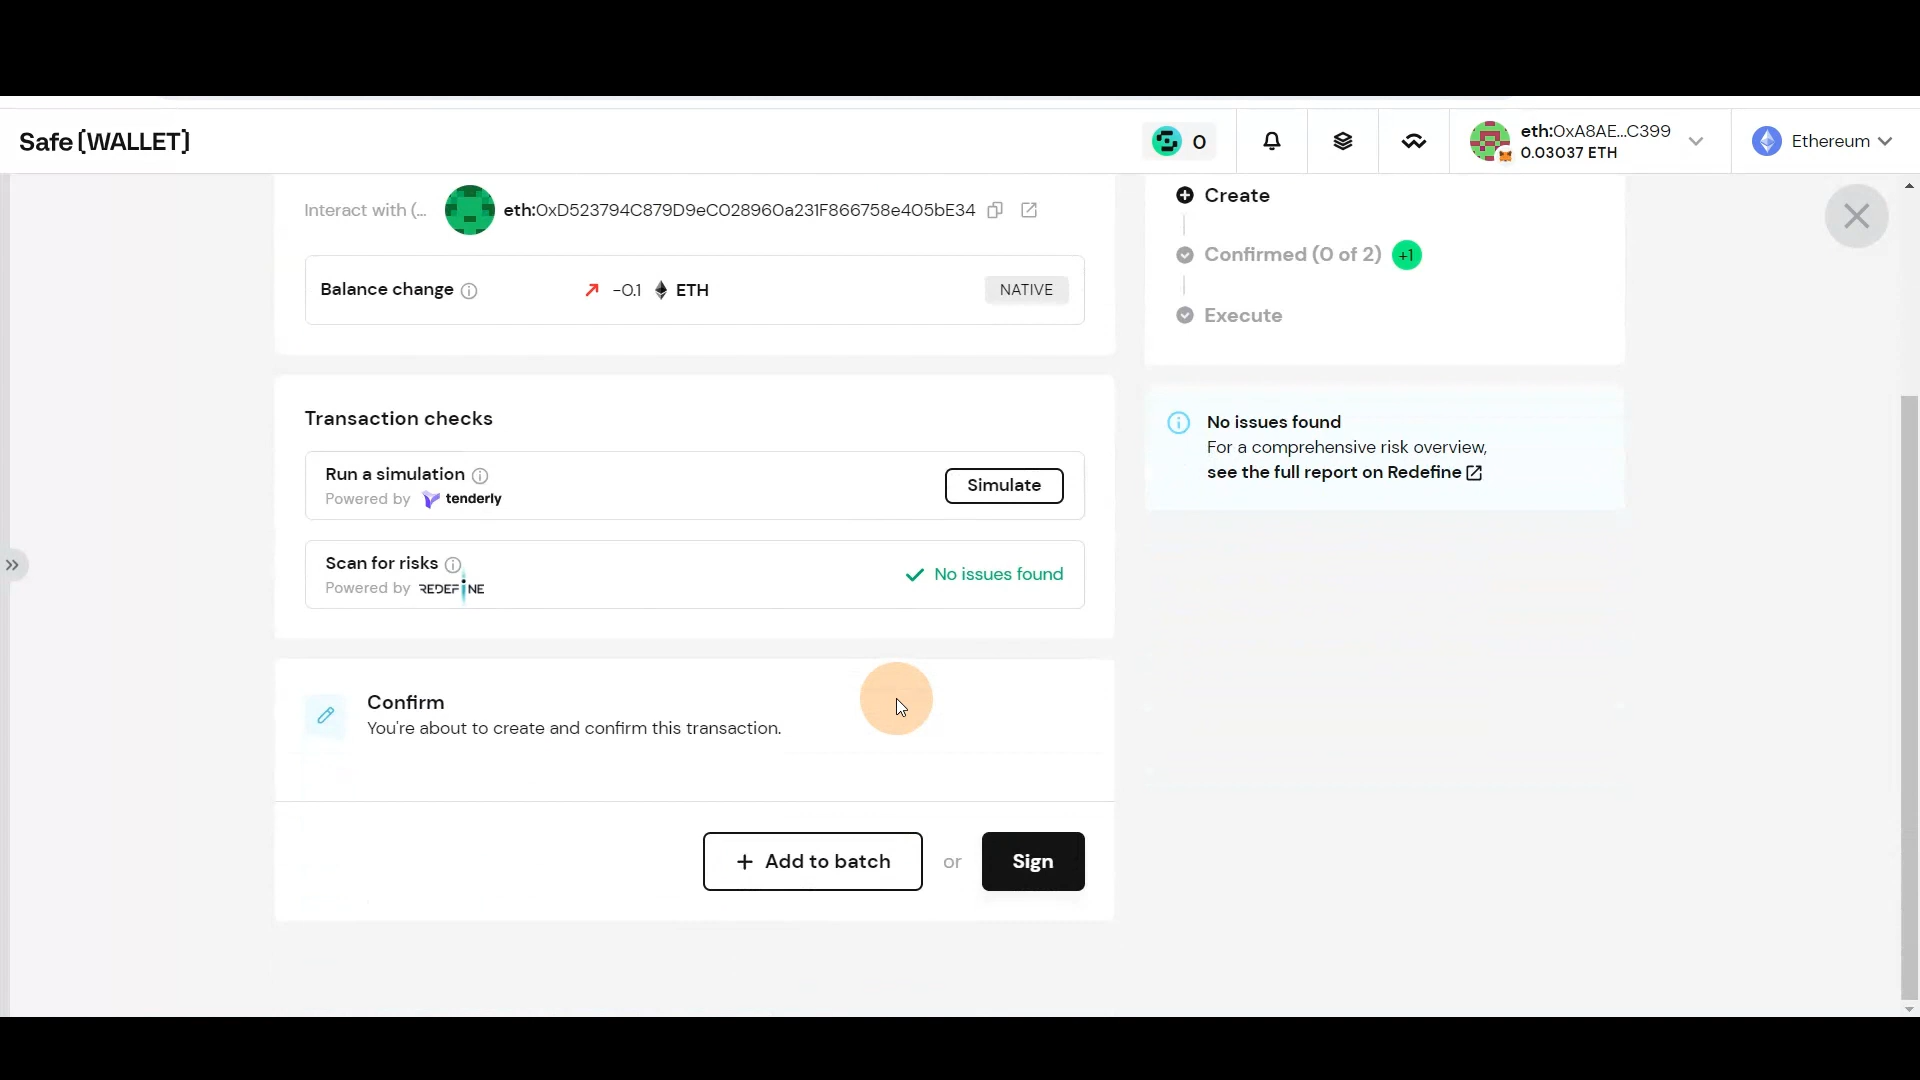 Safe{WALLET}
0
eth:0xA8AE...C399
0.03037 ETH
Ethereum
Interact with (...
eth:0xD523794C879D9eC028960a231F866758e405bE34
Balance change
-0.1
ETH
NATIVE
Create
Confirmed (0 of 2)
+1
Execute
Transaction checks
Run a simulation
Powered by tenderly
Simulate
Scan for risks
Powered by REDEFINE
No issues found
No issues found
For a comprehensive risk overview,
see the full report on Redefine
Confirm
You're about to create and confirm this transaction.
+ Add to batch
or
Sign